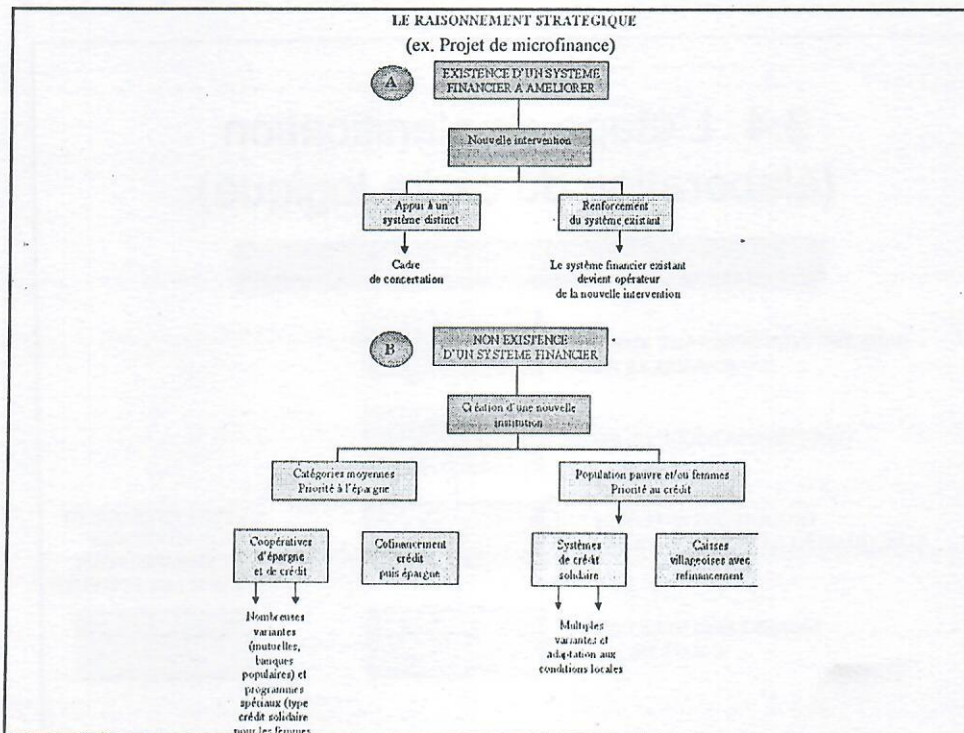 LE RAISONNEMENT STRATEGIQUE
(ex. Projet de microfinance)
A
EXISTENCE D'UN SYSTEME
FINANCIER A AMELIORER
Nouvelle intervention
Appui à un
système distinct
Renforcement
du système existant
Cadre
de concertation
Le système financier existant
devient opérateur
de la nouvelle intervention
B
NON EXISTENCE
D'UN SYSTEME FINANCIER
Création d'une nouvelle
institution
Catégories moyennes
Priorité à l'épargne
Population pauvre et/ou femmes
Priorité au crédit
Coopératives
d'épargne
et de crédit
Cofinancement
crédit
puis épargne
Systèmes
de crédit
solidaire
Caisses
villageoises avec
refinancement
Nombreuses
variantes
(mutuelles,
banques
populaires) et
programmes
spéciaux (type
crédit solidaire
pour les femmes
Multiples
variantes et
adaptation aux
conditions locales